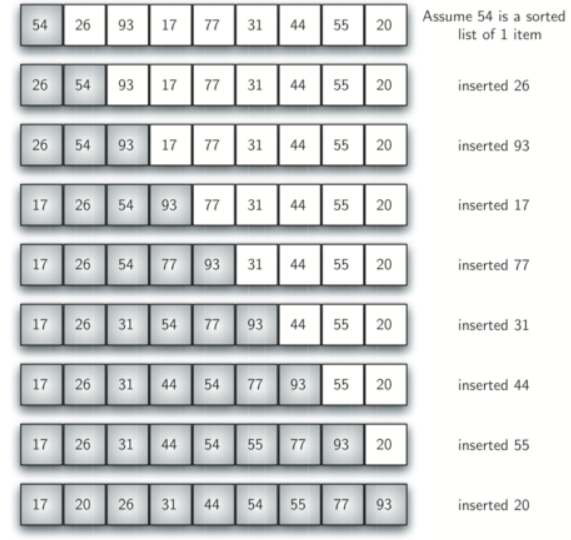 54 26 93 17 77 31 44 55 20 Assume 54 is a sorted
list of 1 item
26 54 93 17 77 31 44 55 20 inserted 26
26 54 93 17 77 31 44 55 20 inserted 93
17 26 54 93 77 31 44 55 20 inserted 17
17 26 54 77 93 31 44 55 20 inserted 77
17 26 31 54 77 93 44 55 20 inserted 31
17 26 31 44 54 77 93 55 20 inserted 44
17 26 31 44 54 55 77 93 20 inserted 55
17 20 26 31 44 54 55 77 93 inserted 20